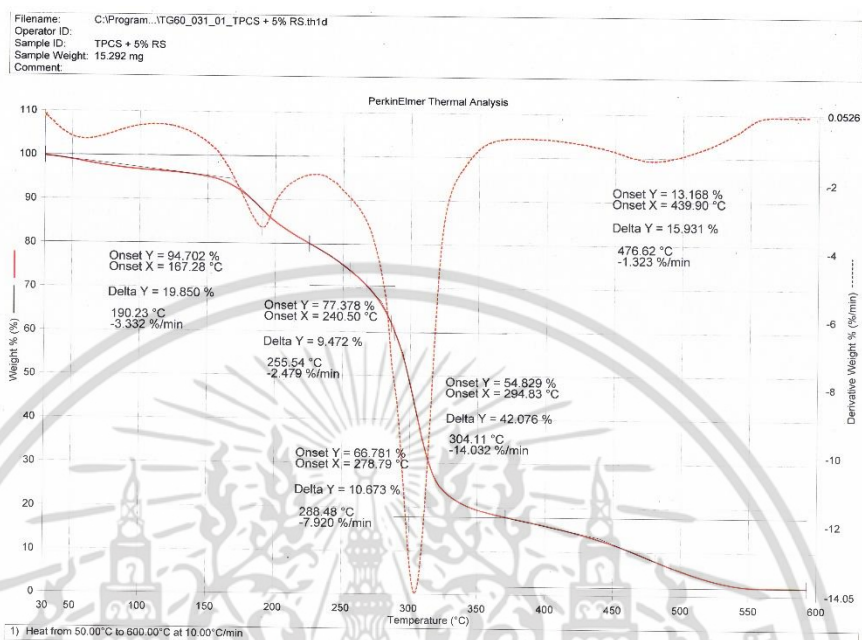 Filename: C:\Program...\TG60_031_01_TPCS + 5% RS.th1d
Operator ID:
Sample ID: TPCS + 5% RS
Sample Weight: 15.292 mg
Comment:
PerkinElmer Thermal Analysis
110
100
90
80
70
60
50
40
30
20
10
0
Weight % (%)
Onset Y = 94.702 %
Onset X = 167.28 °C
Delta Y = 19.850 %
190.23 °C
-3.332 %/min
Onset Y = 77.378 %
Onset X = 240.50 °C
Delta Y = 9.472 %
255.54 °C
-2.479 %/min
Onset Y = 66.781 %
Onset X = 278.79 °C
Delta Y = 10.673 %
288.48 °C
-7.920 %/min
Onset Y = 54.829 %
Onset X = 294.83 °C
Delta Y = 42.076 %
304.11 °C
-14.032 %/min
Onset Y = 13.168 %
Onset X = 439.90 °C
Delta Y = 15.931 %
476.62 °C
-1.323 %/min
0.0526
-2
-4
-6
-8
-10
-12
-14.05
Derivative Weight % (%/min)
30 50 100 150 200 250 300 350 400 450 500 550 600
Temperature (°C)
1) Heat from 50.00°C to 600.00°C at 10.00°C/min